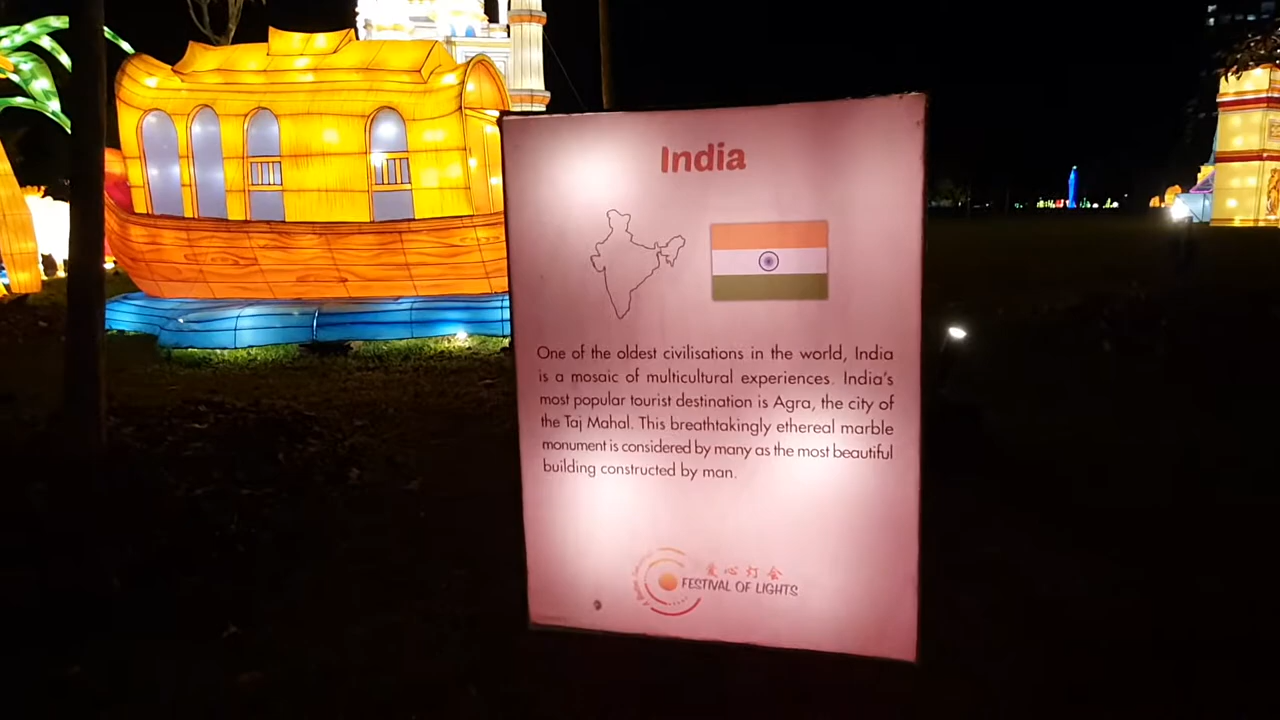 India
One of the oldest civilisations in the world, India
is a mosaic of multicultural experiences. India's
most popular tourist destination is Agra, the city of
the Taj Mahal. This breathtakingly ethereal marble
monument is considered by many as the most beautiful
building constructed by man.
爱心灯会
FESTIVAL OF LIGHTS